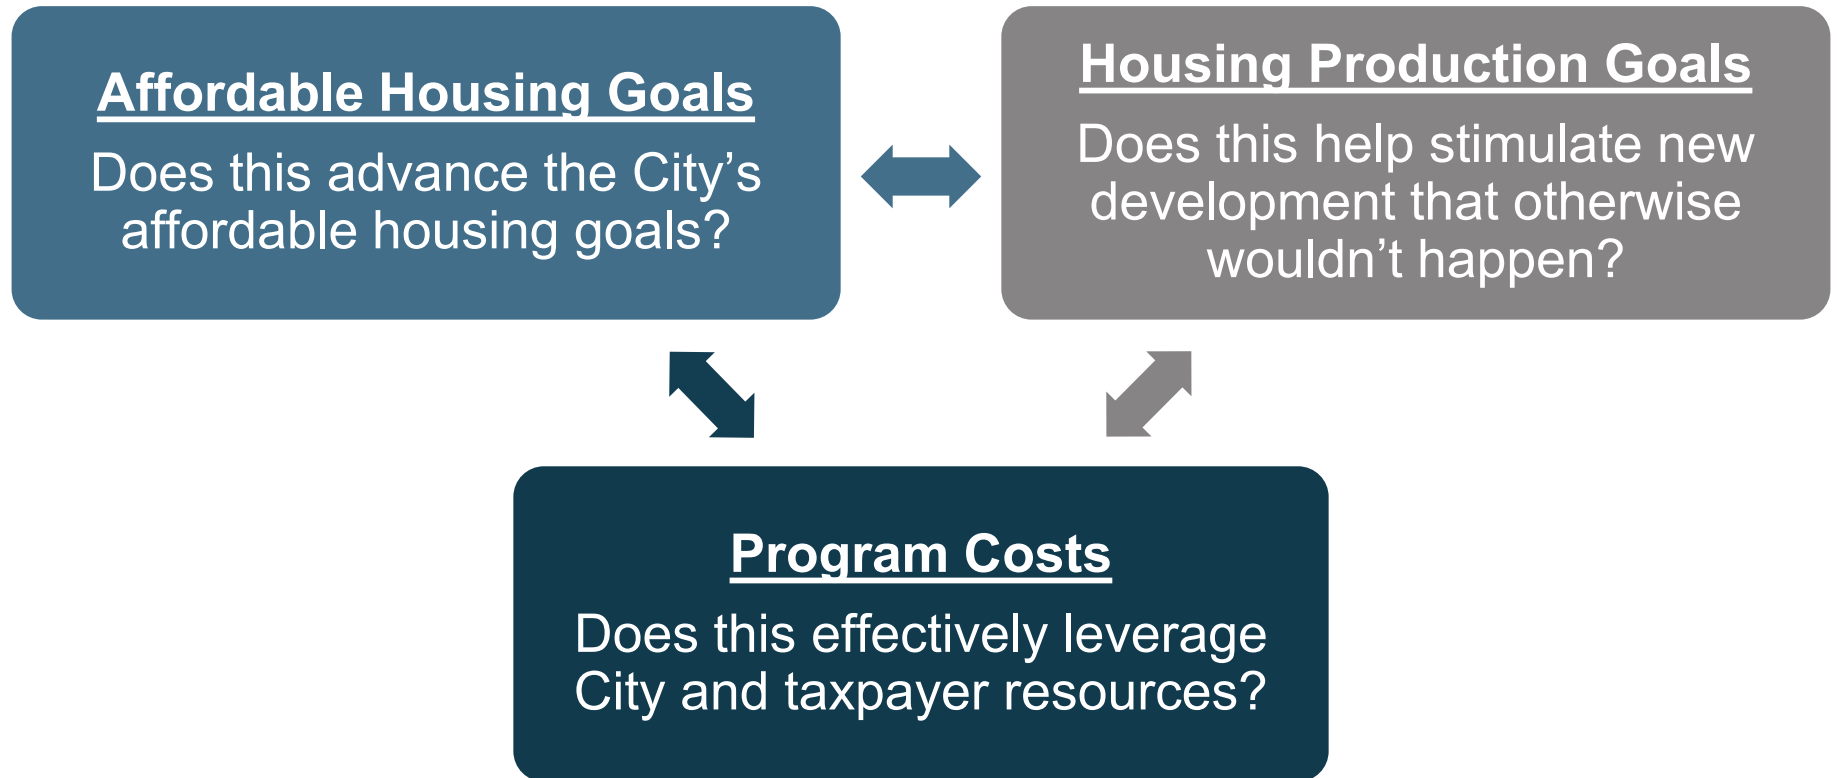 Affordable Housing Goals
Does this advance the City’s
affordable housing goals?
Housing Production Goals
Does this help stimulate new
development that otherwise
wouldn’t happen?
Program Costs
Does this effectively leverage
City and taxpayer resources?